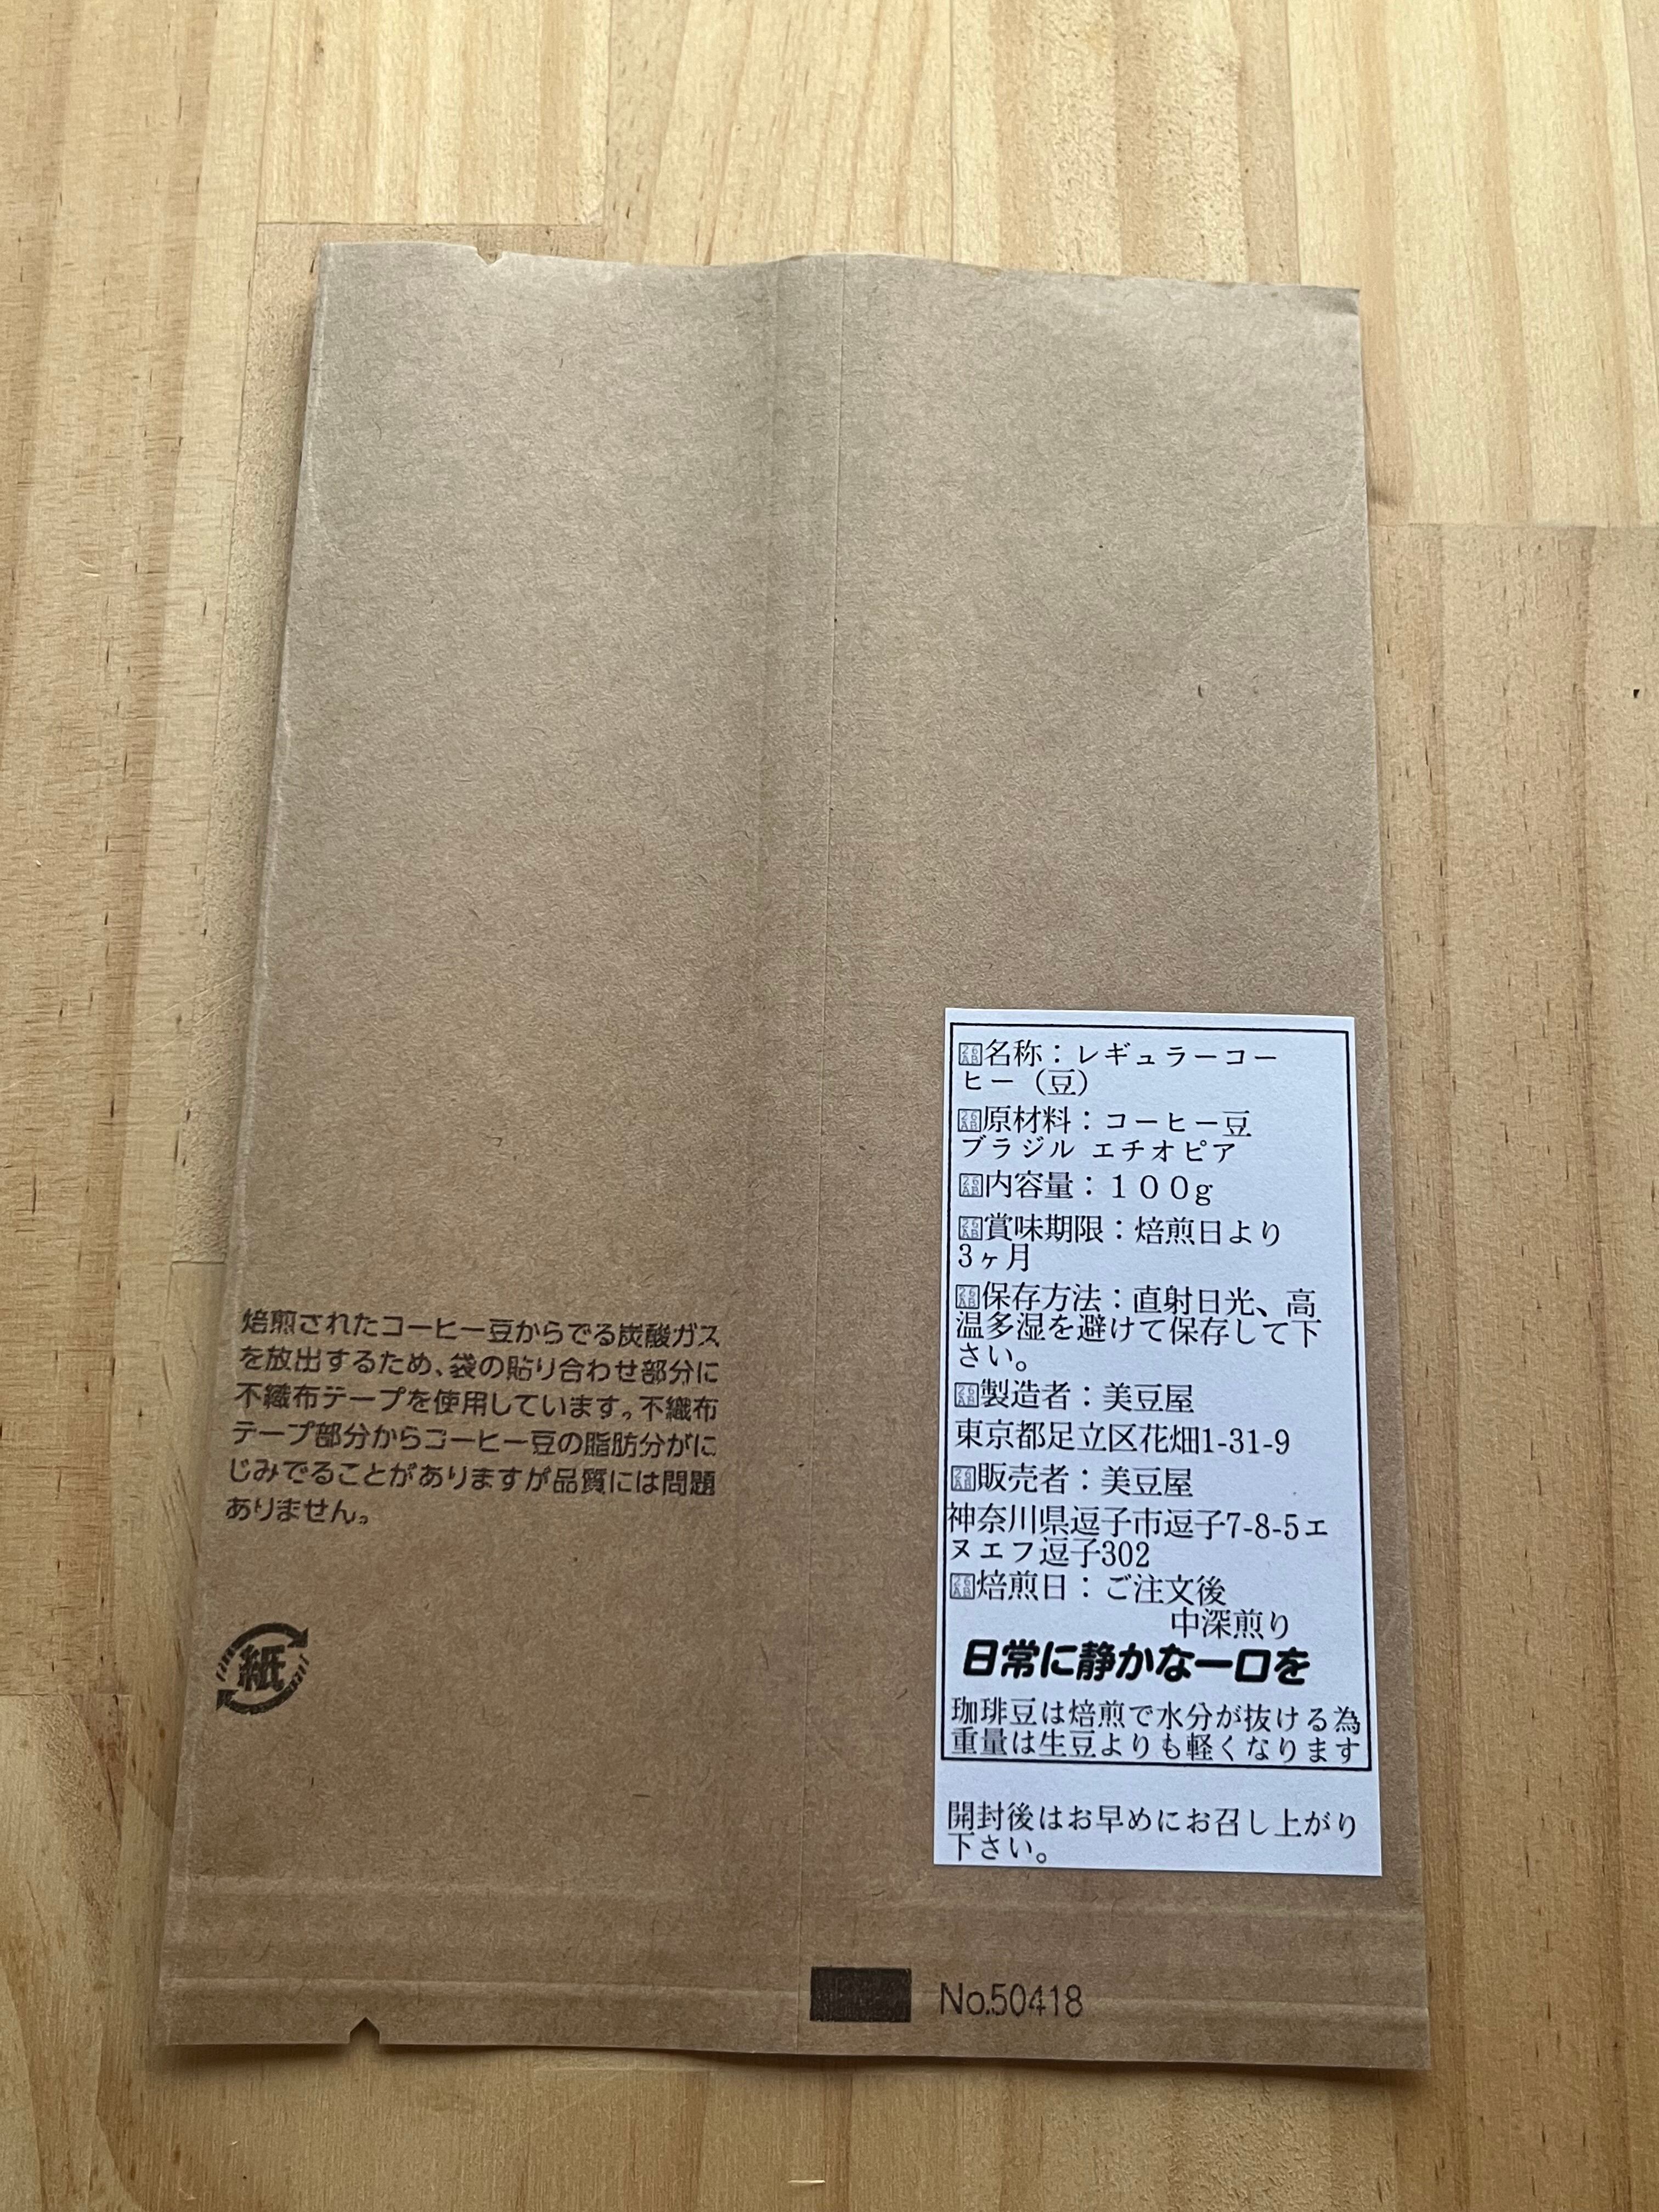 焙煎されたコーヒー豆からでる炭酸ガス
を放出するため、袋の貼り合わせ部分に
不織布テープを使用しています。不織布
テープ部分からコーヒー豆の脂肪分がに
じみでることがありますが品質には問題
ありません。
紙
名称：レギュラーコー
ヒー（豆）
原材料：コーヒー豆
ブラジル エチオピア
内容量：１００g
賞味期限：焙煎日より
3ヶ月
保存方法：直射日光、高
温多湿を避けて保存して下
さい。
製造者：美豆屋
東京都足立区花畑1-31-9
販売者：美豆屋
神奈川県逗子市逗子7-8-5エ
ヌエフ逗子302
焙煎日：ご注文後
中深煎り
日常に静かな一口を
珈琲豆は焙煎で水分が抜ける為
重量は生豆よりも軽くなります
開封後はお早めにお召し上がり
下さい。
No.50418